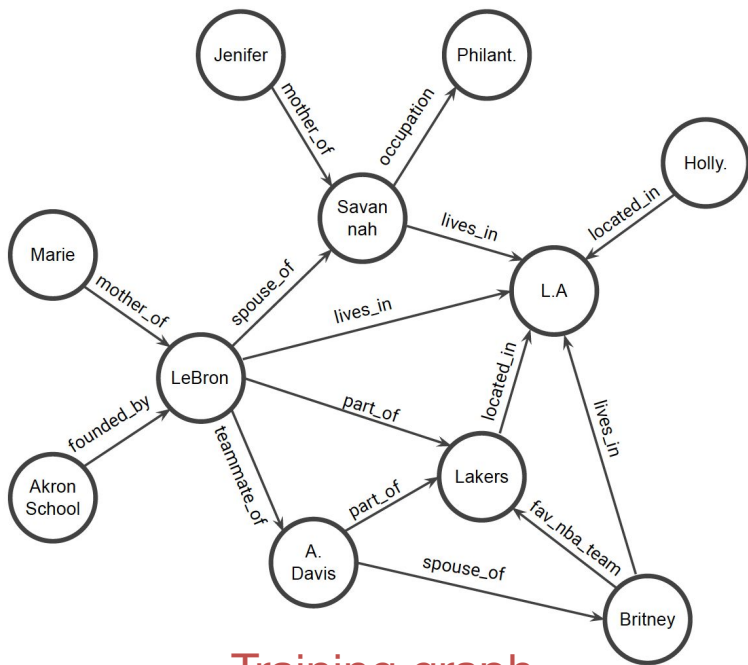 Jenifer
Philant.
mother_of
occupation
Holly.
Savan
nah
located_in
lives_in
Marie
spouse_of
L.A
mother_of
lives_in
LeBron
located_in
founded_by
part_of
lives_in
teammate_of
Akron
School
part_of
Lakers
fav_nba_team
A.
Davis
spouse_of
Britney
Training graph